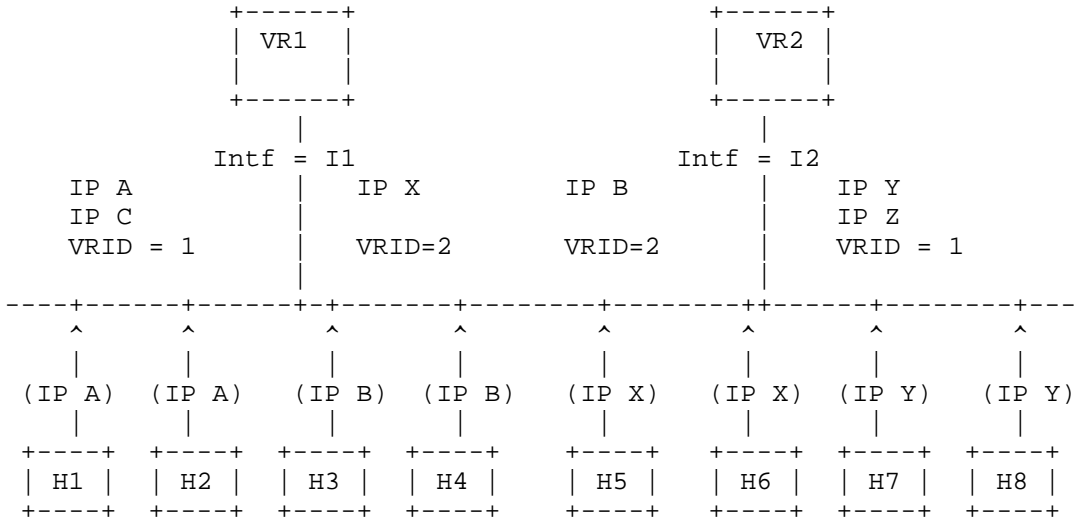 VR1 VR2
Intf = I1 Intf = I2
IP A IP X IP B IP Y
IP C IP Z
VRID = 1 VRID=2 VRID=2 VRID = 1
(IP A) (IP A) (IP B) (IP B) (IP X) (IP X) (IP Y) (IP Y)
H1 H2 H3 H4 H5 H6 H7 H8